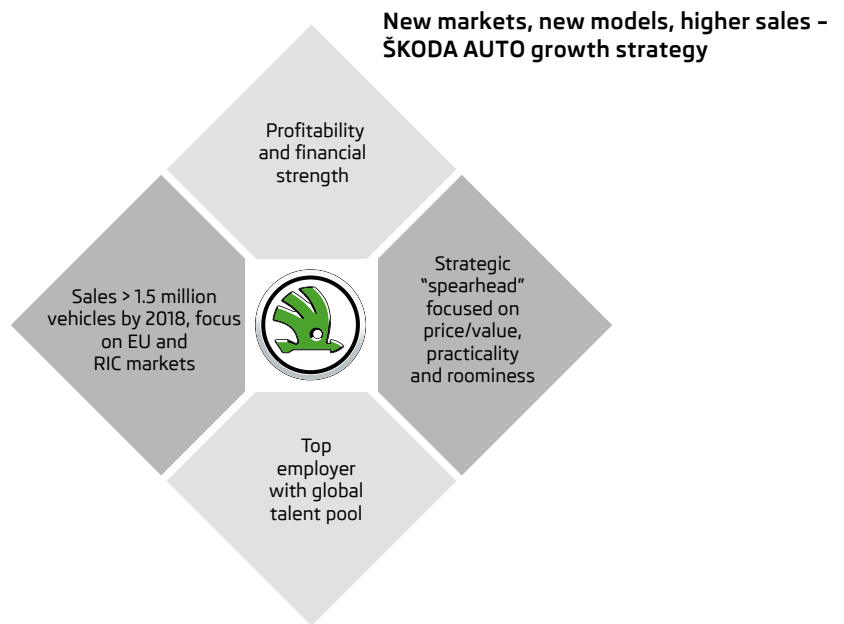 New markets, new models, higher sales –
ŠKODA AUTO growth strategy
Profitability
and financial
strength
Sales > 1.5 million
vehicles by 2018, focus
on EU and
RIC markets
Strategic
“spearhead”
focused on
price/value,
practicality
and roominess
Top
employer
with global
talent pool